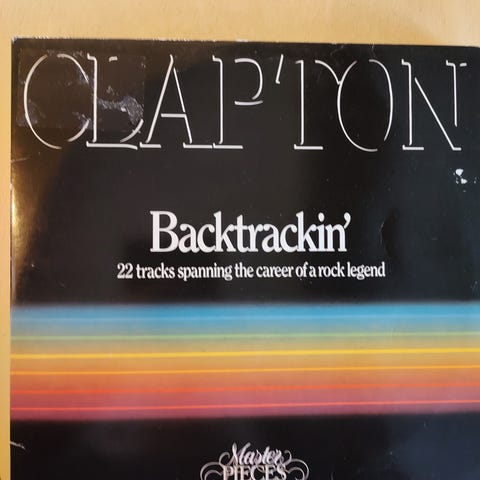 CLAPTON
Backtrackin'
22 tracks spanning the career of a rock legend
Master
PIECES